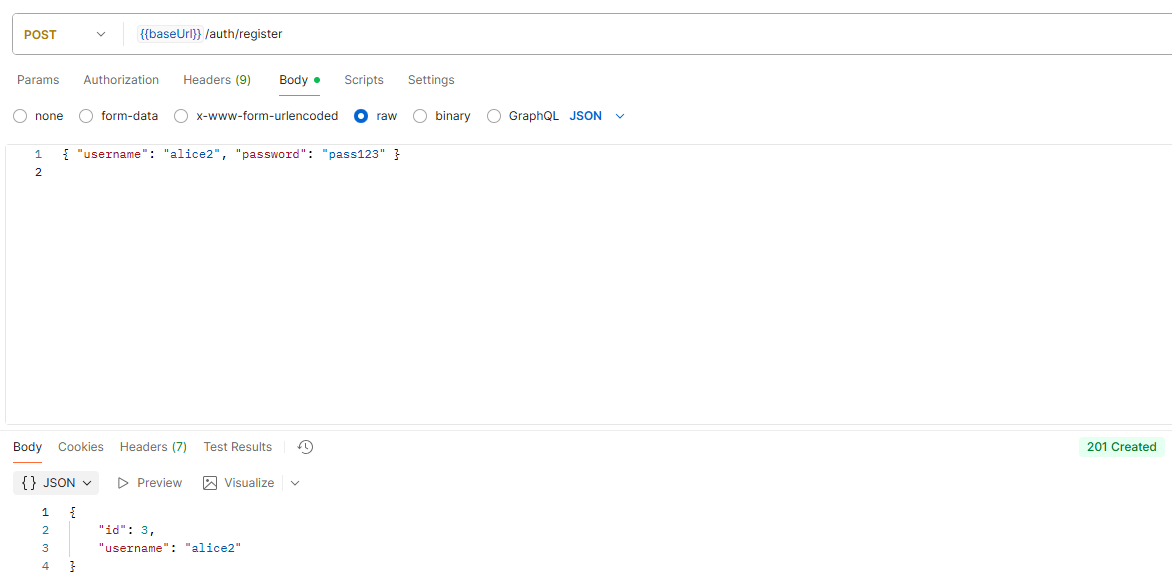 POST {{baseUrl}} /auth/register
Params Authorization Headers (9) Body Scripts Settings
none form-data x-www-form-urlencoded raw binary GraphQL JSON
1 { "username": "alice2", "password": "pass123" }
2
Body Cookies Headers (7) Test Results 201 Created
{ } JSON Preview Visualize
1 {
2 "id": 3,
3 "username": "alice2"
4 }